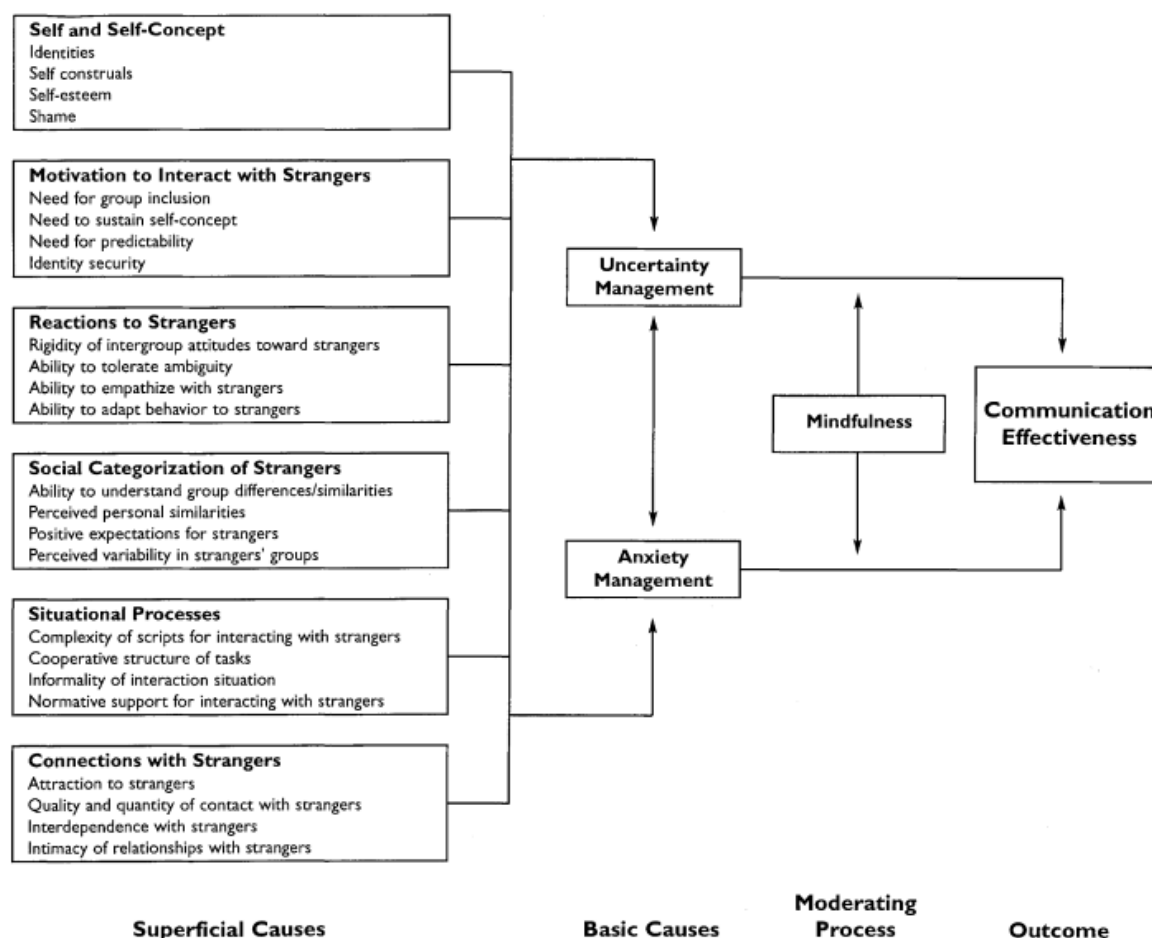 Self and Self-Concept
Identities
Self construals
Self-esteem
Shame
Motivation to Interact with Strangers
Need for group inclusion
Need to sustain self-concept
Need for predictability
Identity security
Reactions to Strangers
Rigidity of intergroup attitudes toward strangers
Ability to tolerate ambiguity
Ability to empathize with strangers
Ability to adapt behavior to strangers
Social Categorization of Strangers
Ability to understand group differences/similarities
Perceived personal similarities
Positive expectations for strangers
Perceived variability in strangers' groups
Situational Processes
Complexity of scripts for interacting with strangers
Cooperative structure of tasks
Informality of interaction situation
Normative support for interacting with strangers
Connections with Strangers
Attraction to strangers
Quality and quantity of contact with strangers
Interdependence with strangers
Intimacy of relationships with strangers
Uncertainty
Management
Anxiety
Management
Mindfulness
Communication
Effectiveness
Superficial Causes
Basic Causes
Moderating
Process
Outcome